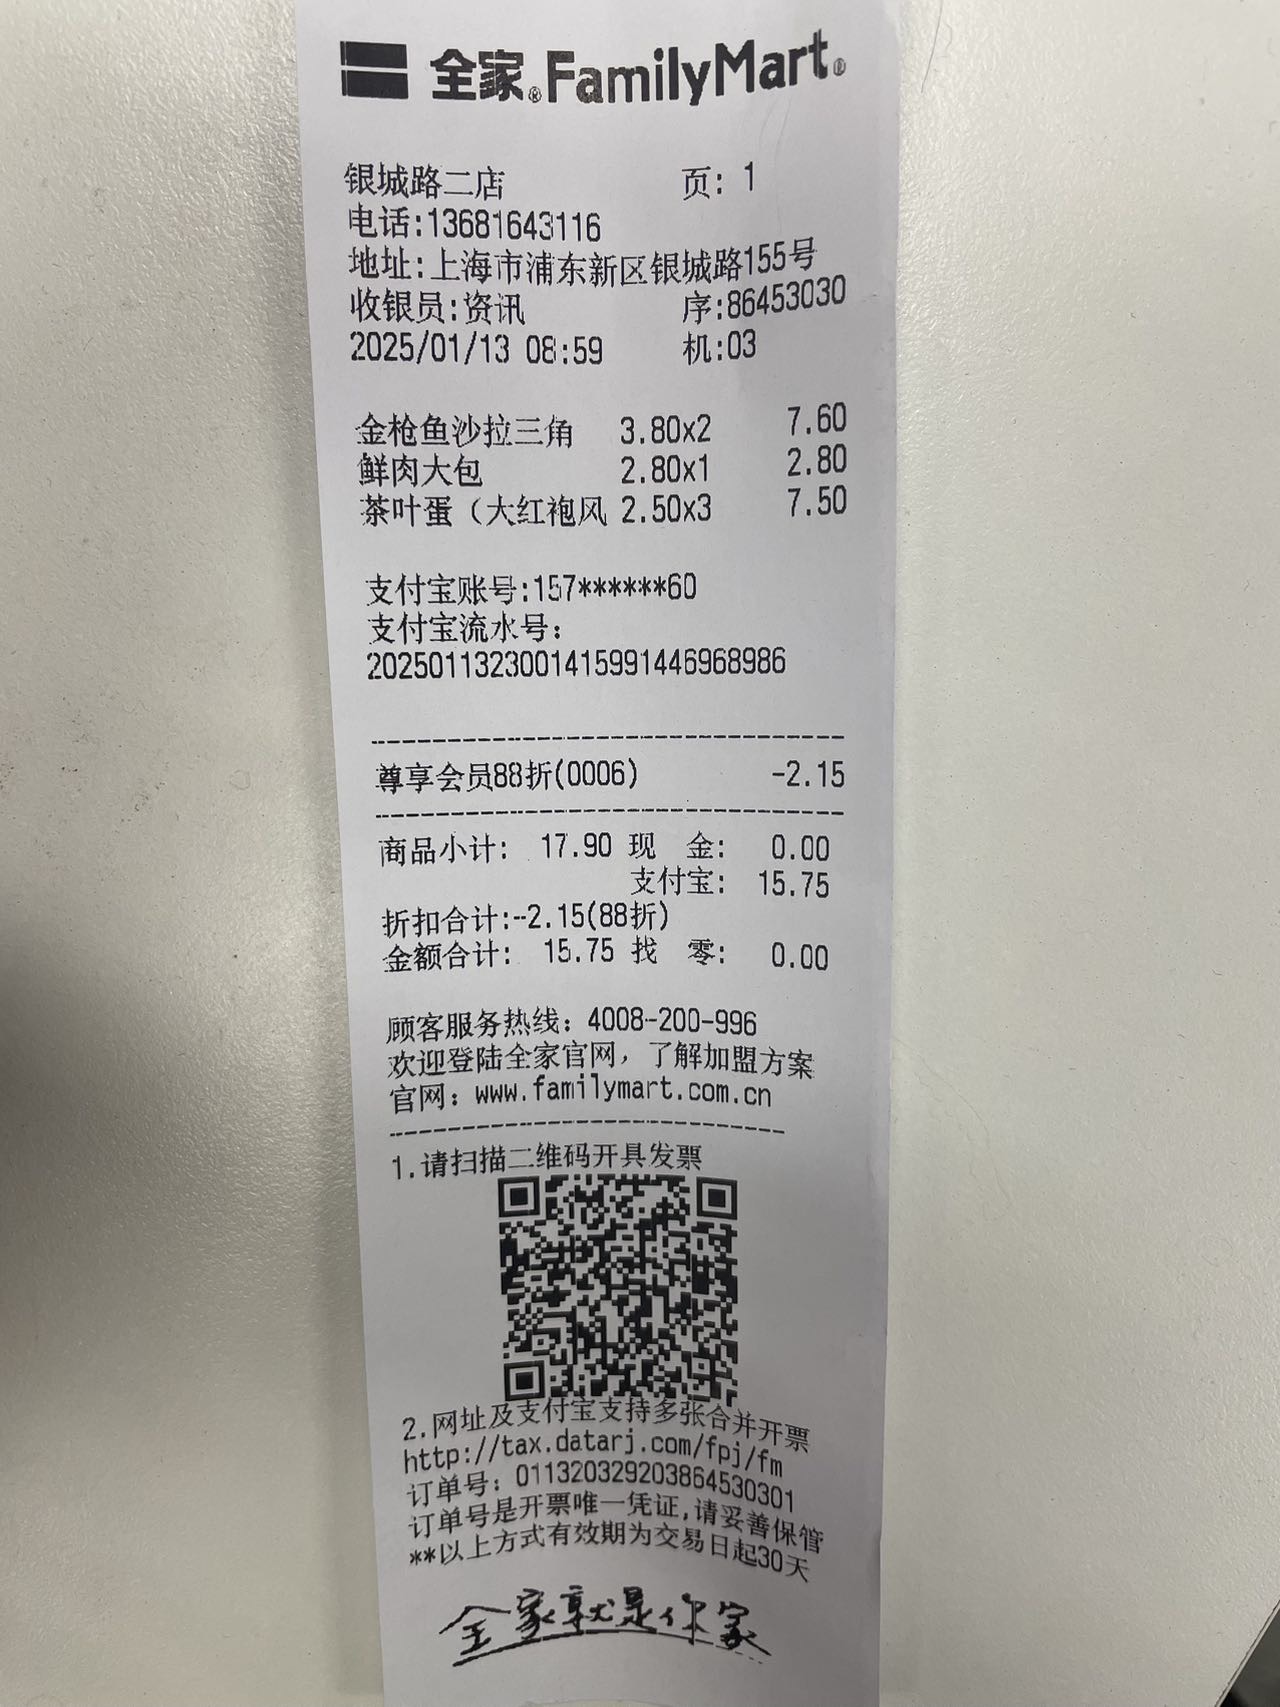 全家® FamilyMart®
银城路二店 页: 1
电话:13681643116
地址:上海市浦东新区银城路155号
收银员:资讯 序:86453030
2025/01/13 08:59 机:03
金枪鱼沙拉三角 3.80x2 7.60
鲜肉大包 2.80x1 2.80
茶叶蛋（大红袍风 2.50x3 7.50
支付宝账号:157******60
支付宝流水号:
2025011323001415991446968986
尊享会员88折(0006) -2.15
商品小计: 17.90 现 金: 0.00
支付宝: 15.75
折扣合计:-2.15(88折)
金额合计: 15.75 找 零: 0.00
顾客服务热线: 4008-200-996
欢迎登陆全家官网, 了解加盟方案
官网: www.familymart.com.cn
1.请扫描二维码开具发票
2.网址及支付宝支持多张合并开票
http://tax.datarj.com/fpj/fm
订单号: 0113203292038645303​01
订单号是开票唯一凭证,请妥善保管
**以上方式有效期为交易日起30天
全家就是你家